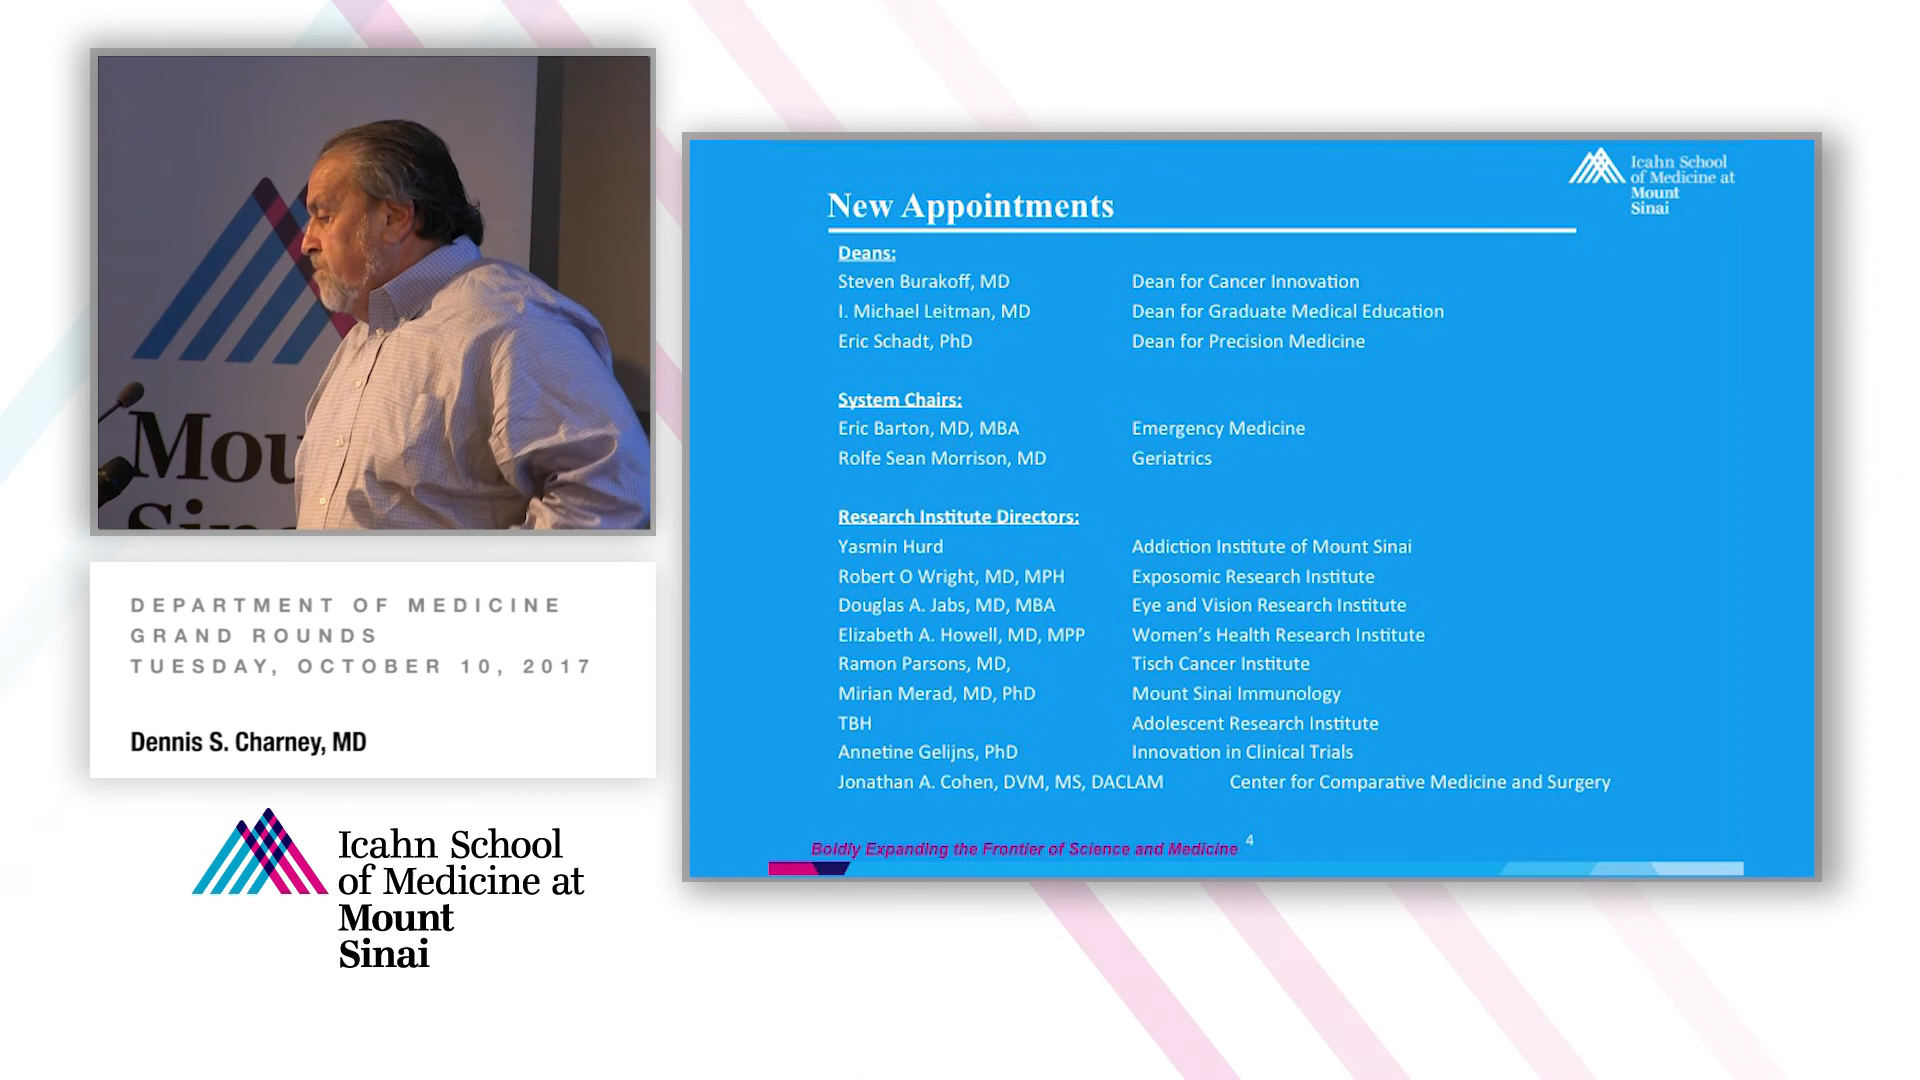 Mou
Sin
DEPARTMENT OF MEDICINE
GRAND ROUNDS
TUESDAY, OCTOBER 10, 2017
Dennis S. Charney, MD
Icahn School
of Medicine at
Mount
Sinai
Icahn School
of Medicine at
Mount
Sinai
New Appointments
Deans:
Steven Burakoff, MD Dean for Cancer Innovation
I. Michael Leitman, MD Dean for Graduate Medical Education
Eric Schadt, PhD Dean for Precision Medicine
System Chairs:
Eric Barton, MD, MBA Emergency Medicine
Rolfe Sean Morrison, MD Geriatrics
Research Institute Directors:
Yasmin Hurd Addiction Institute of Mount Sinai
Robert O Wright, MD, MPH Exposomic Research Institute
Douglas A. Jabs, MD, MBA Eye and Vision Research Institute
Elizabeth A. Howell, MD, MPP Women's Health Research Institute
Ramon Parsons, MD, Tisch Cancer Institute
Mirian Merad, MD, PhD Mount Sinai Immunology
TBH Adolescent Research Institute
Annetine Gelijns, PhD Innovation in Clinical Trials
Jonathan A. Cohen, DVM, MS, DACLAM Center for Comparative Medicine and Surgery
Boldly Expanding the Frontier of Science and Medicine 4